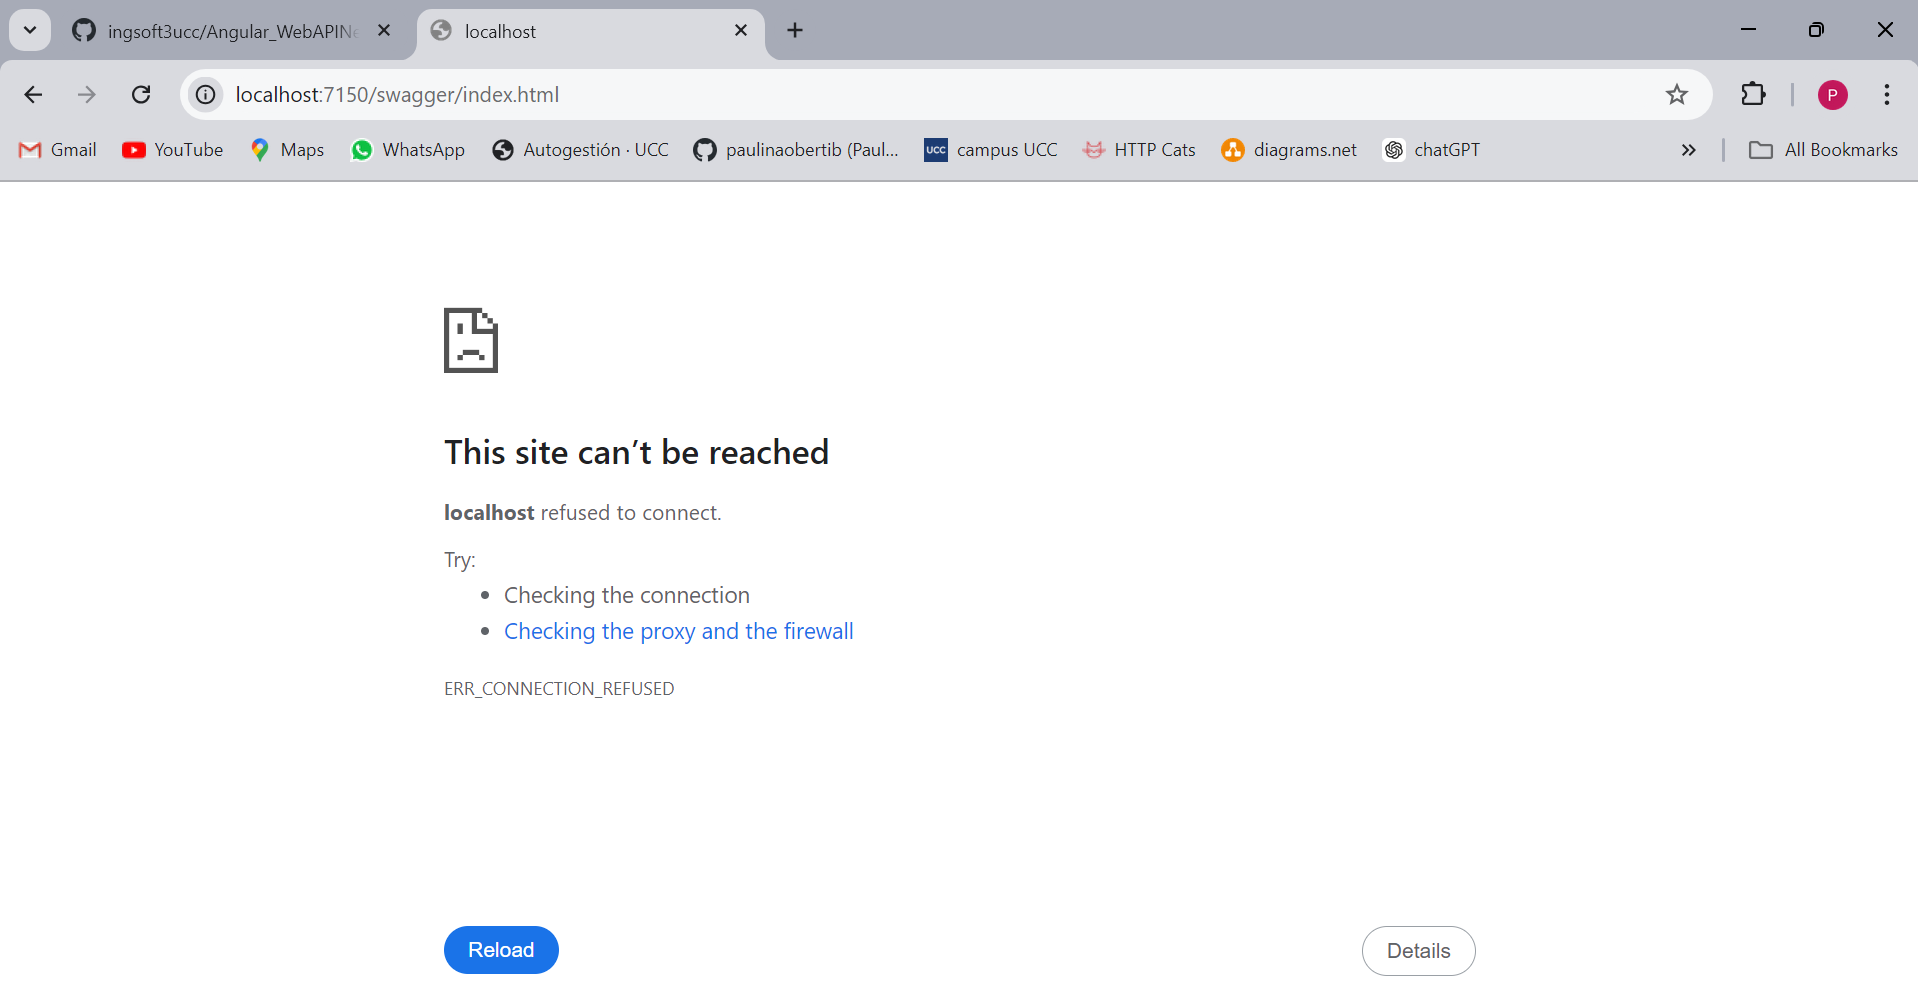 ingsoft3ucc/Angular_WebAPINe
localhost
localhost:7150/swagger/index.html
P
Gmail
YouTube
Maps
WhatsApp
Autogestión · UCC
paulinaobertib (Paul...
UCC
campus UCC
HTTP Cats
diagrams.net
chatGPT
All Bookmarks
This site can’t be reached
localhost refused to connect.
Try:
• Checking the connection
• Checking the proxy and the firewall
ERR_CONNECTION_REFUSED
Reload
Details